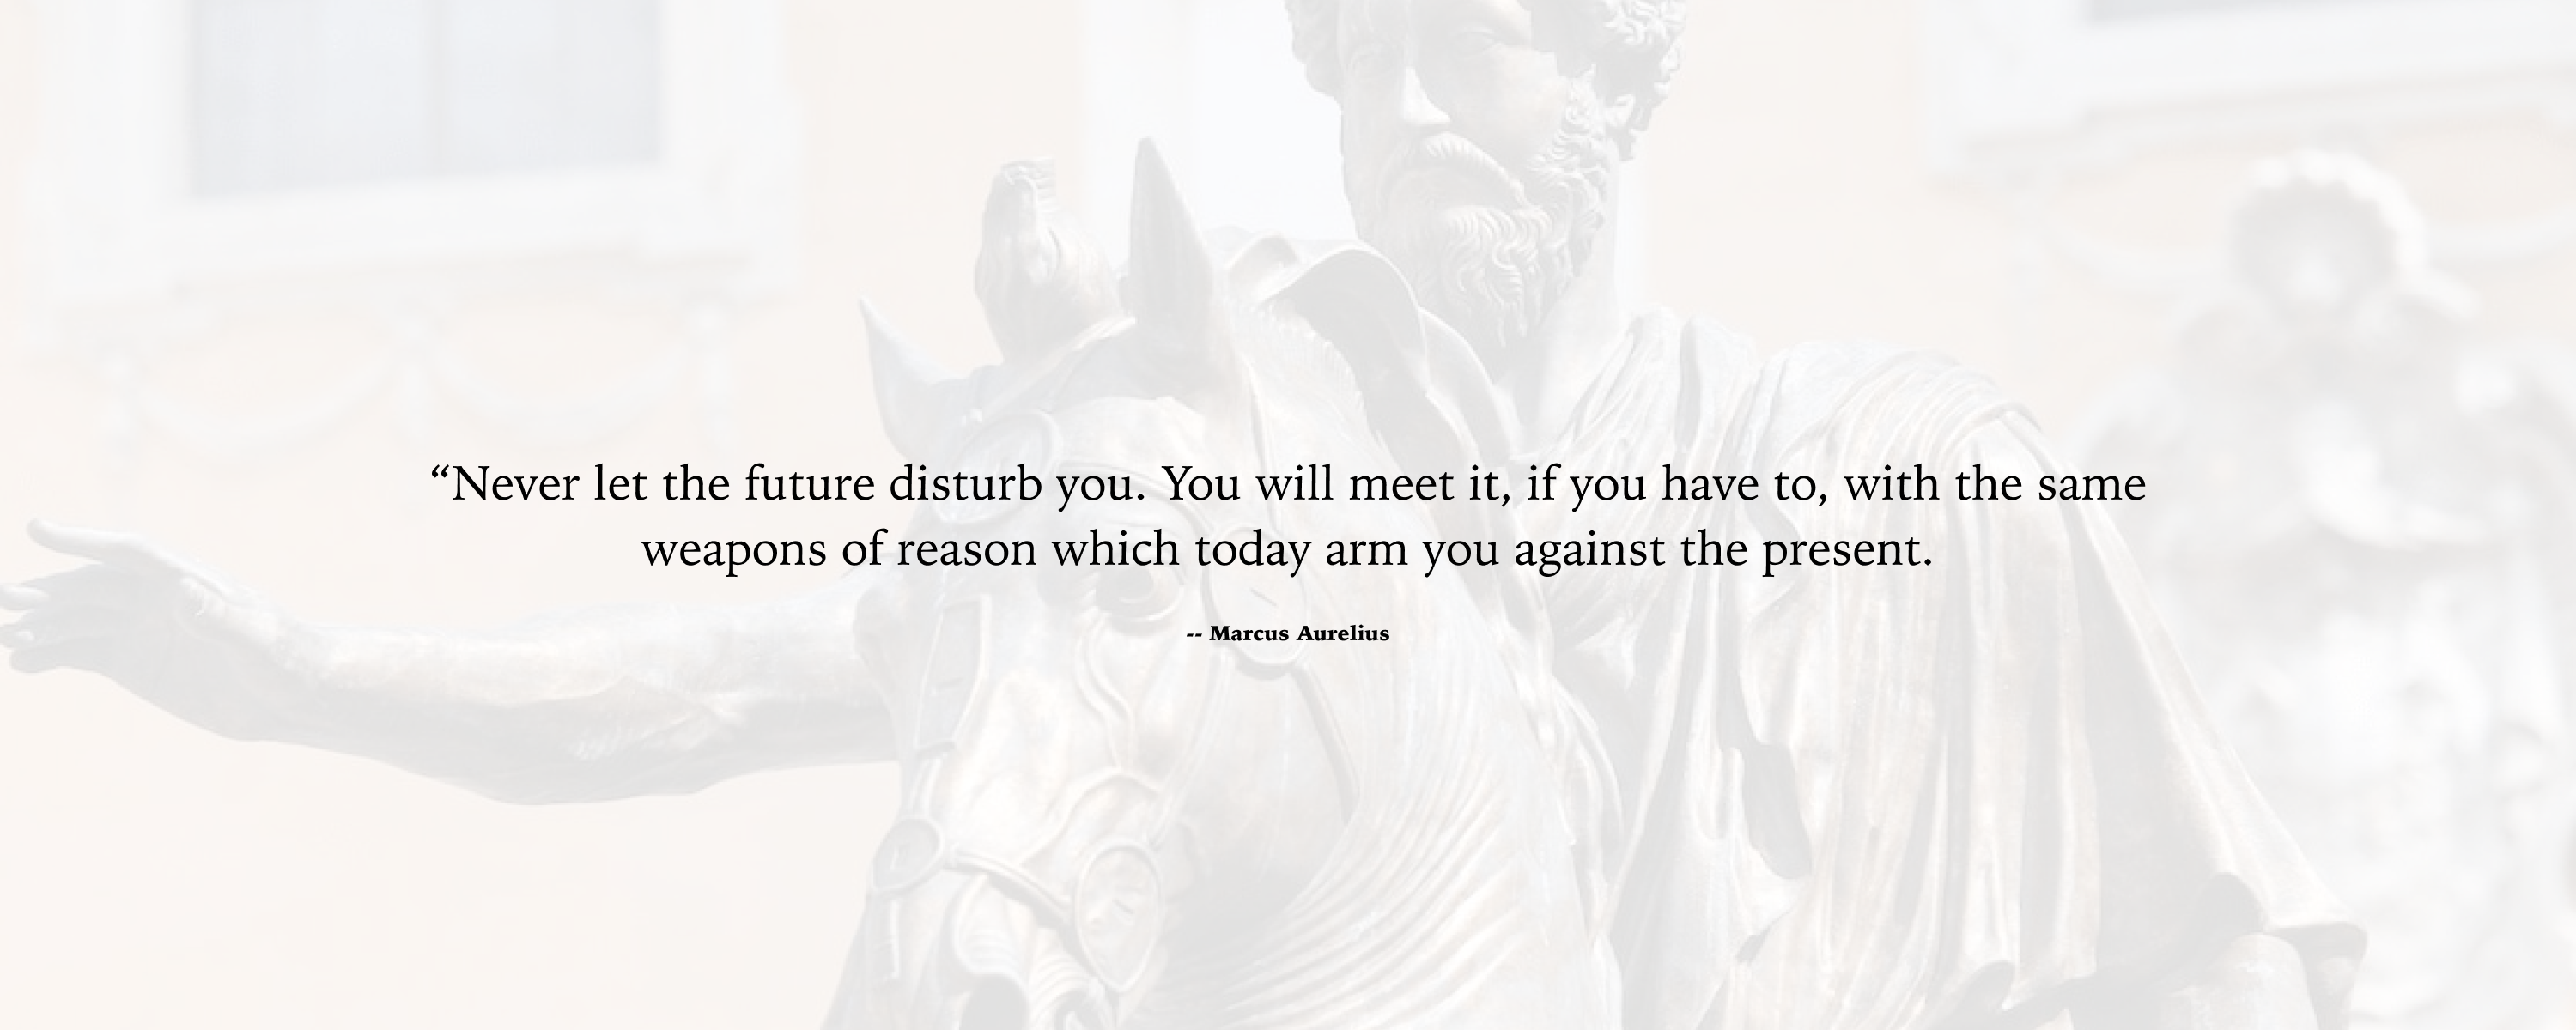 “Never let the future disturb you. You will meet it, if you have to, with the same
weapons of reason which today arm you against the present.
-- Marcus Aurelius